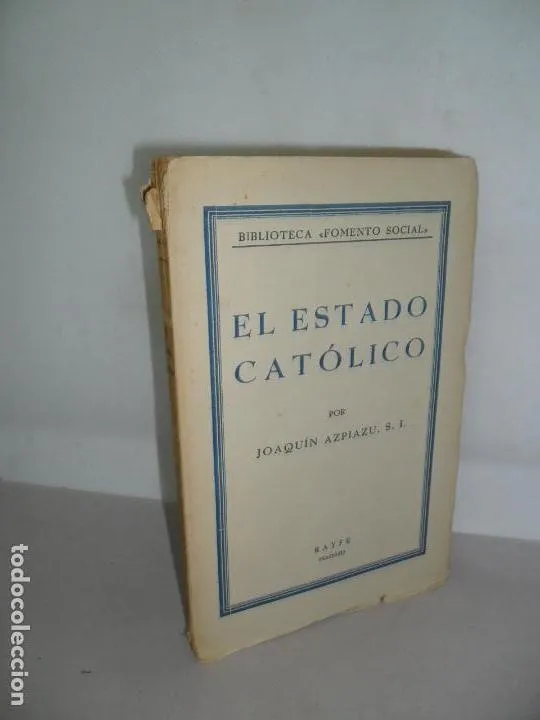 BIBLIOTECA «FOMENTO SOCIAL»
EL ESTADO
CATÓLICO
POR
JOAQUÍN AZPIAZU, S. I.
RAYFE
todocoleccion